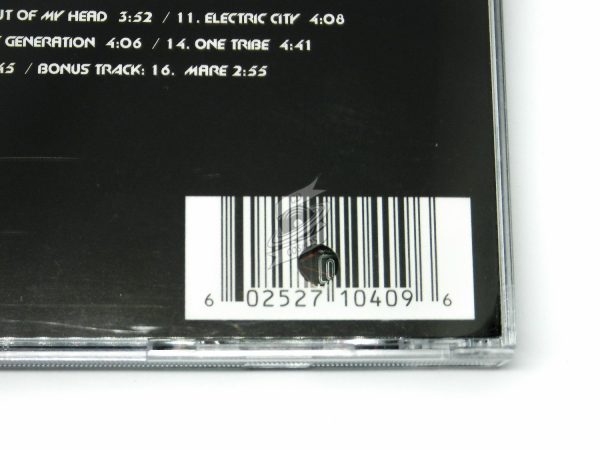 UT OF MY HEAD 3:52 / 11. ELECTRIC CITY 4:08
GENERATION 4:06 / 14. ONE TRIBE 4:41
45 / BONUS TRACK: 16. MARE 2:55
6 02527 10409 6